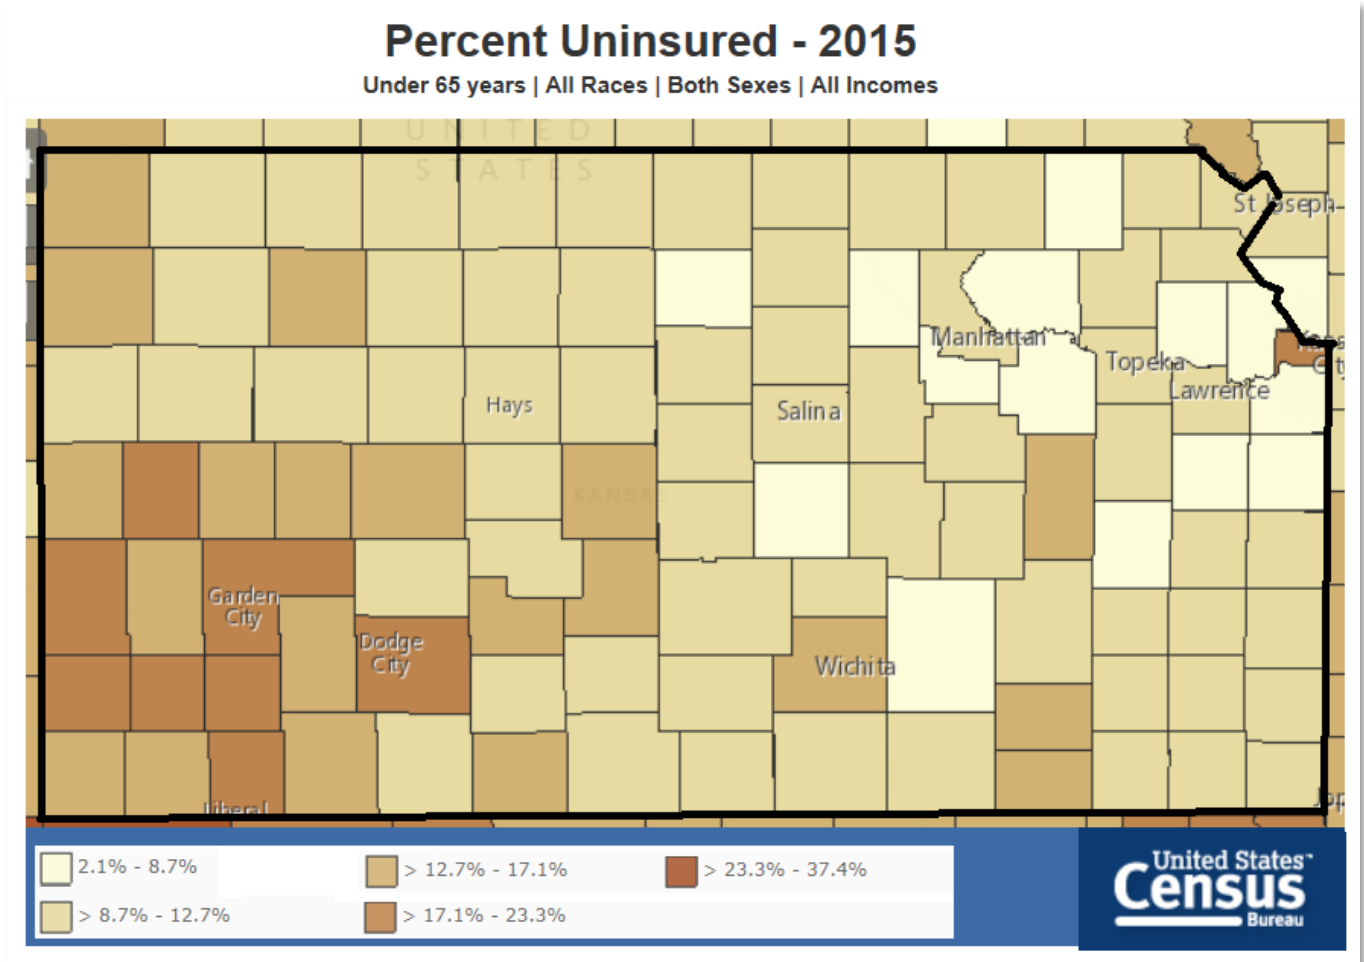 Percent Uninsured - 2015
Under 65 years | All Races | Both Sexes | All Incomes
UNITED
STATES
St Joseph
Manhattan
Topeka
Lawrence
Hays
Salina
KANSAS
Garden
City
Dodge
City
Wichita
Liberal
2.1% - 8.7%
> 12.7% - 17.1%
> 23.3% - 37.4%
> 8.7% - 12.7%
> 17.1% - 23.3%
United States™
Census
Bureau